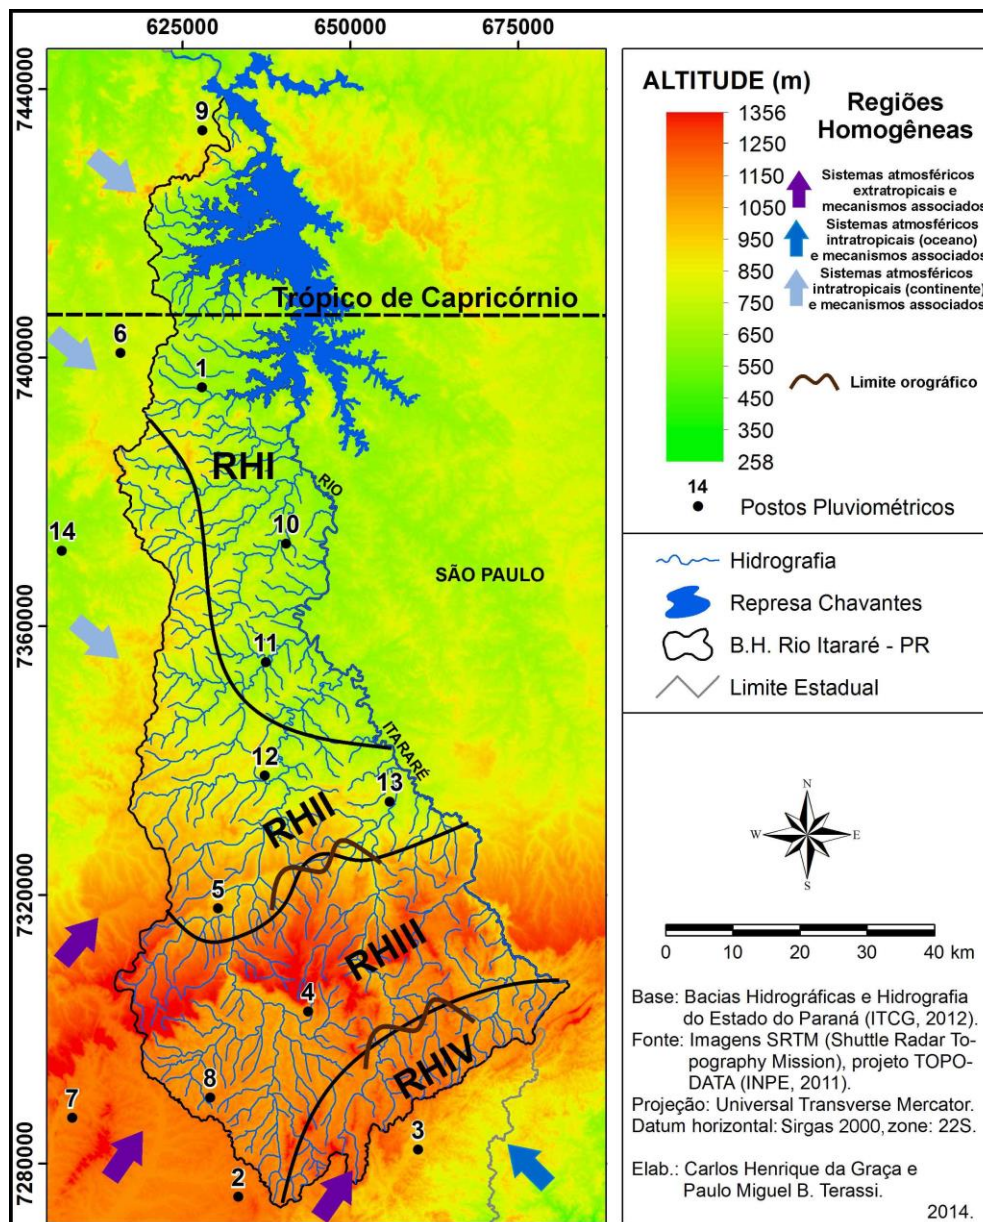 625000
650000
675000
7440000
7400000
7360000
7320000
7280000
9
6
1
14
10
11
12
13
5
4
8
7
3
2
Trópico de Capricórnio
RHI
RIO
SÃO PAULO
ITARARÉ
RHII
RHIII
RHIV
ALTITUDE (m)
1356
1250
1150
1050
950
850
750
650
550
450
350
258
Regiões
Homogêneas
Sistemas atmosféricos
extratropicais e
mecanismos associados
Sistemas atmosféricos
intratropicais (oceano)
e mecanismos associados
Sistemas atmosféricos
intratropicais (continente)
e mecanismos associados
Limite orográfico
14
Postos Pluviométricos
Hidrografia
Represa Chavantes
B.H. Rio Itararé - PR
Limite Estadual
N
W
E
S
0 10 20 30 40
km
Base: Bacias Hidrográficas e Hidrografia
do Estado do Paraná (ITCG, 2012).
Fonte: Imagens SRTM (Shuttle Radar To-
pography Mission), projeto TOPO-
DATA (INPE, 2011).
Projeção: Universal Transverse Mercator.
Datum horizontal: Sirgas 2000, zone: 22S.
Elab.: Carlos Henrique da Graça e
Paulo Miguel B. Terassi.
2014.